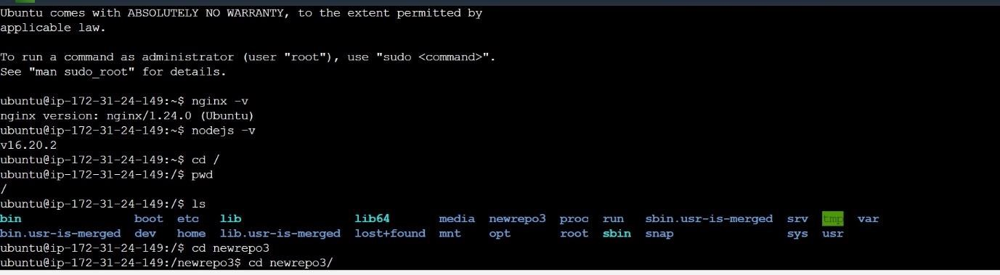 Ubuntu comes with ABSOLUTELY NO WARRANTY, to the extent permitted by
applicable law.
To run a command as administrator (user "root"), use "sudo <command>".
See "man sudo_root" for details.
ubuntu@ip-172-31-24-149:~$ nginx -v
nginx version: nginx/1.24.0 (Ubuntu)
ubuntu@ip-172-31-24-149:~$ nodejs -v
v16.20.2
ubuntu@ip-172-31-24-149:~$ cd /
ubuntu@ip-172-31-24-149:/$ pwd
/
ubuntu@ip-172-31-24-149:/$ ls
bin boot etc lib lib64 media newrepo3 proc run sbin.usr-is-merged srv tmp var
bin.usr-is-merged dev home lib.usr-is-merged lost+found mnt opt root sbin snap sys usr
ubuntu@ip-172-31-24-149:/$ cd newrepo3
ubuntu@ip-172-31-24-149:/newrepo3$ cd newrepo3/